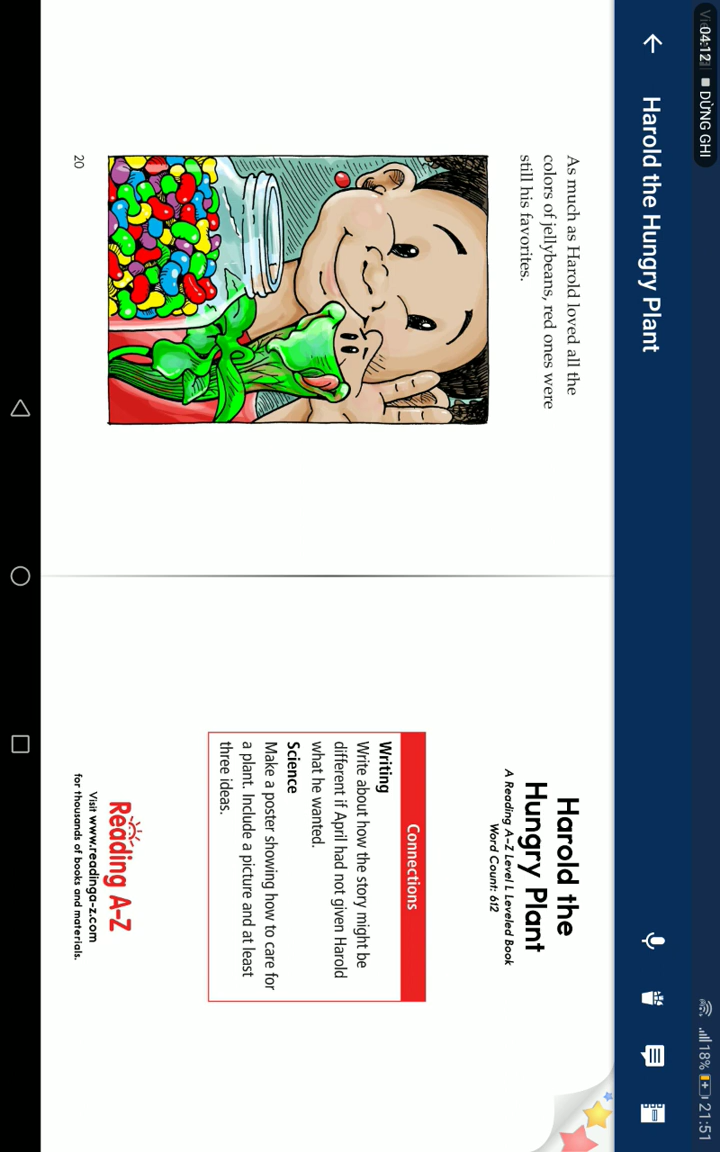 04:12 ■ DỪNG GHI
18% 21:51
Harold the Hungry Plant
As much as Harold loved all the
colors of jellybeans, red ones were
still his favorites.
20
Harold the
Hungry Plant
A Reading A–Z Level L Leveled Book
Word Count: 612
Connections
Writing
Write about how the story might be
different if April had not given Harold
what he wanted.
Science
Make a poster showing how to care for
a plant. Include a picture and at least
three ideas.
Reading A-Z
Visit www.readinga-z.com
for thousands of books and materials.